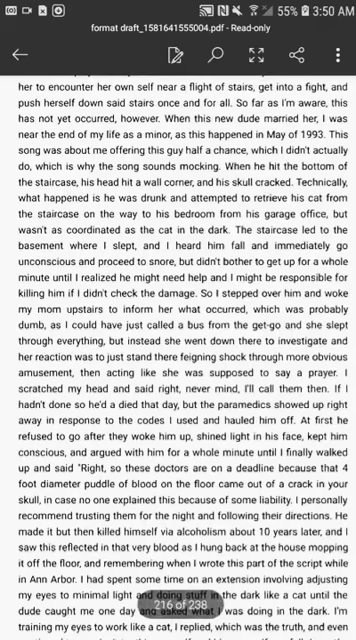 55% 3:50 AM
format draft_1581641555004.pdf - Read-only
her to encounter her own self near a flight of stairs, get into a fight, and
push herself down said stairs once and for all. So far as I'm aware, this
has not yet occurred, however. When this new dude married her, I was
near the end of my life as a minor, as this happened in May of 1993. This
song was about me offering this guy half a chance, which I didn't actually
do, which is why the song sounds mocking. When he hit the bottom of
the staircase, his head hit a wall corner, and his skull cracked. Technically,
what happened is he was drunk and attempted to retrieve his cat from
the staircase on the way to his bedroom from his garage office, but
wasn't as coordinated as the cat in the dark. The staircase led to the
basement where I slept, and I heard him fall and immediately go
unconscious and proceed to snore, but didn't bother to get up for a whole
minute until I realized he might need help and I might be responsible for
killing him if I didn't check the damage. So I stepped over him and woke
my mom upstairs to inform her what occurred, which was probably
dumb, as I could have just called a bus from the get-go and she slept
through everything, but instead she went down there to investigate and
her reaction was to just stand there feigning shock through more obvious
amusement, then acting like she was supposed to say a prayer. I
scratched my head and said right, never mind, I'll call them then. If I
hadn't done so he'd a died that day, but the paramedics showed up right
away in response to the codes I used and hauled him off. At first he
refused to go after they woke him up, shined light in his face, kept him
conscious, and argued with him for a whole minute until I finally walked
up and said "Right, so these doctors are on a deadline because that 4
foot diameter puddle of blood on the floor came out of a crack in your
skull, in case no one explained this because of some liability. I personally
recommend trusting them for the night and following their directions. He
made it but then killed himself via alcoholism about 10 years later, and I
saw this reflected in that very blood as I hung back at the house mopping
it off the floor, and remembering when I wrote this part of the script while
in Ann Arbor. I had spent some time on an extension involving adjusting
my eyes to minimal light and doing stuff in the dark like a cat until the
dude caught me one day and asked what I was doing in the dark. I'm
216 of 238
training my eyes to work like a cat, I replied, which was the truth, and even